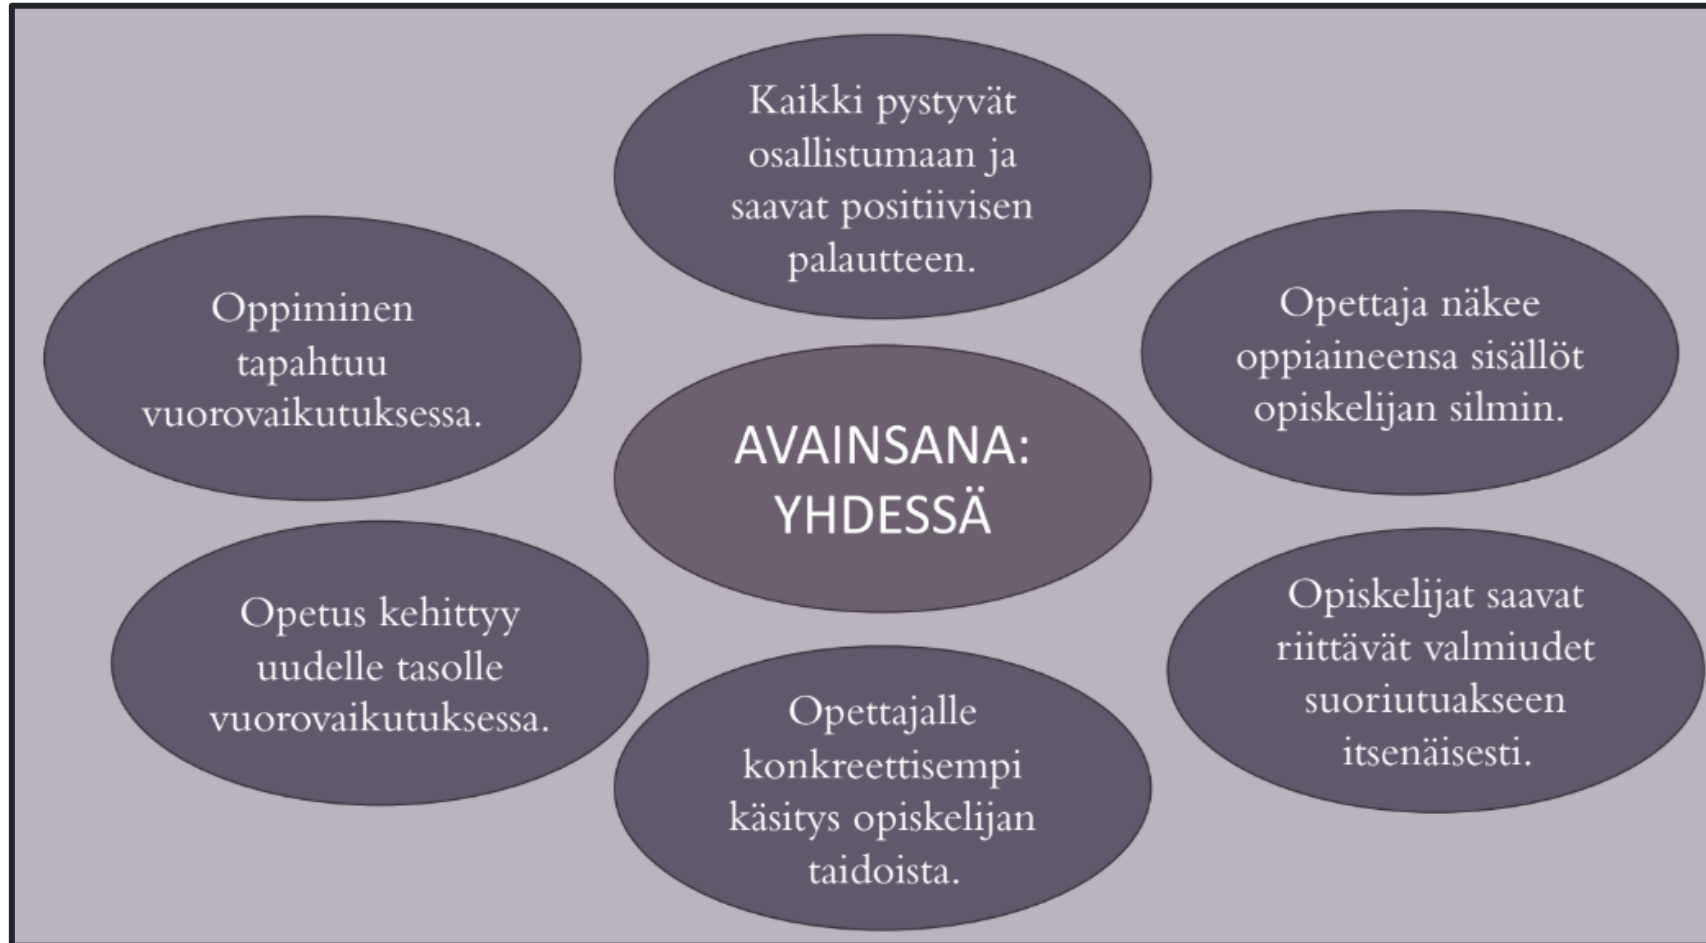 Kaikki pystyvät
osallistumaan ja
saavat positiivisen
palautteen.
Oppiminen
tapahtuu
vuorovaikutuksessa.
Opettaja näkee
oppiaineensa sisällöt
opiskelijan silmin.
AVAINSANA:
YHDESSÄ
Opetus kehittyy
uudelle tasolle
vuorovaikutuksessa.
Opiskelijat saavat
riittävät valmiudet
suoriutuakseen
itsenäisesti.
Opettajalle
konkreettisempi
käsitys opiskelijan
taidoista.